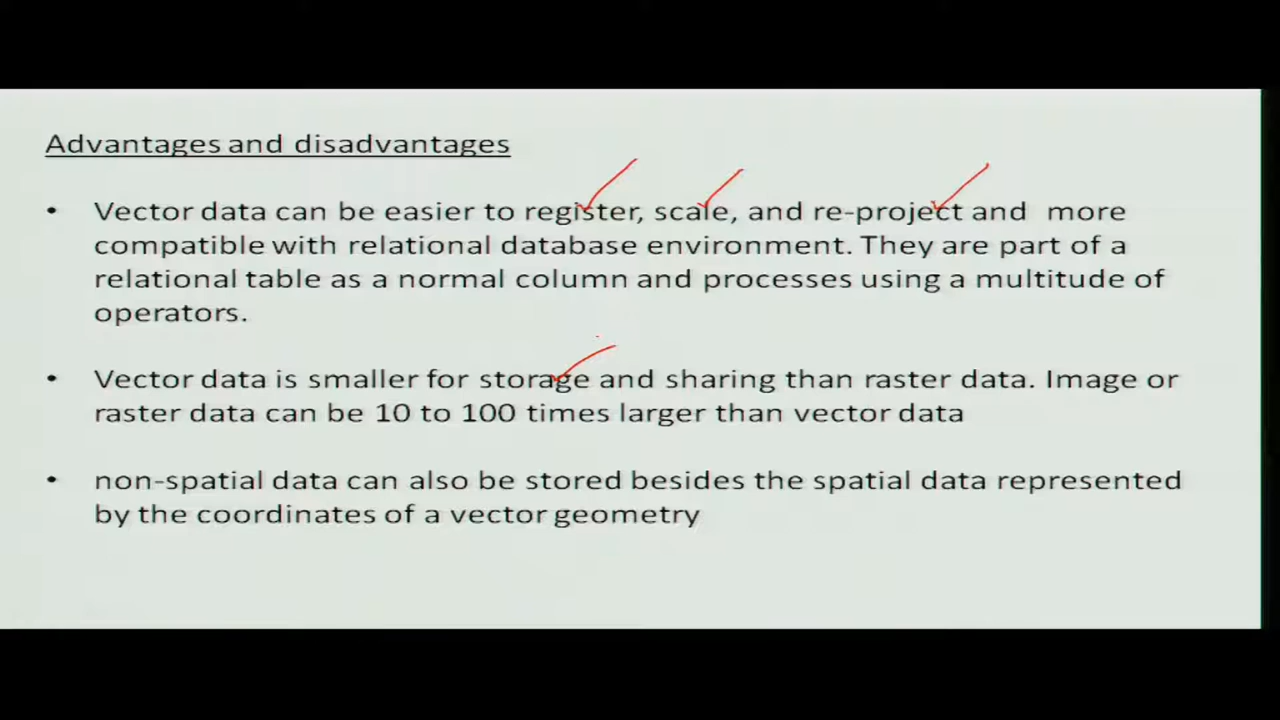 Advantages and disadvantages
• Vector data can be easier to register, scale, and re-project and more
compatible with relational database environment. They are part of a
relational table as a normal column and processes using a multitude of
operators.
• Vector data is smaller for storage and sharing than raster data. Image or
raster data can be 10 to 100 times larger than vector data
• non-spatial data can also be stored besides the spatial data represented
by the coordinates of a vector geometry